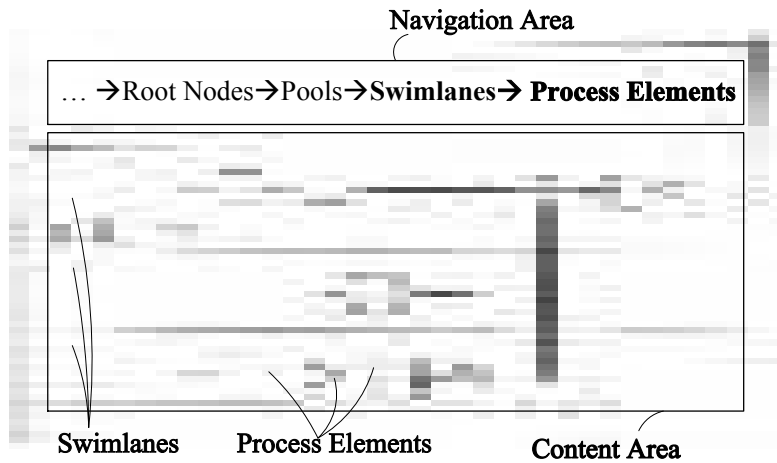 Navigation Area
… →Root Nodes→Pools→Swimlanes→ Process Elements
Swimlanes
Process Elements
Content Area